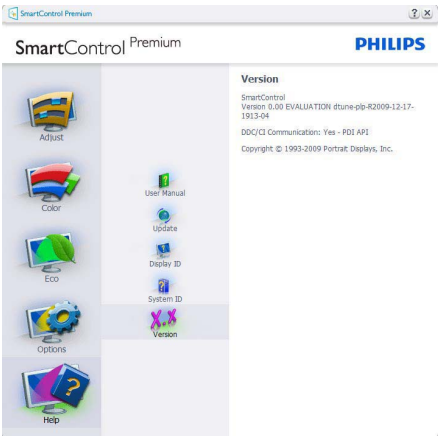 SmartControl Premium
? X
SmartControl Premium
PHILIPS
Adjust
Color
Eco
Options
Help
User Manual
Update
Display ID
System ID
X.X
Version
Version
SmartControl
Version 0.00 EVALUATION dtune-plp-R2009-12-17-
1913-04
DDC/CI Communication: Yes - PDI API
Copyright © 1993-2009 Portrait Displays, Inc.